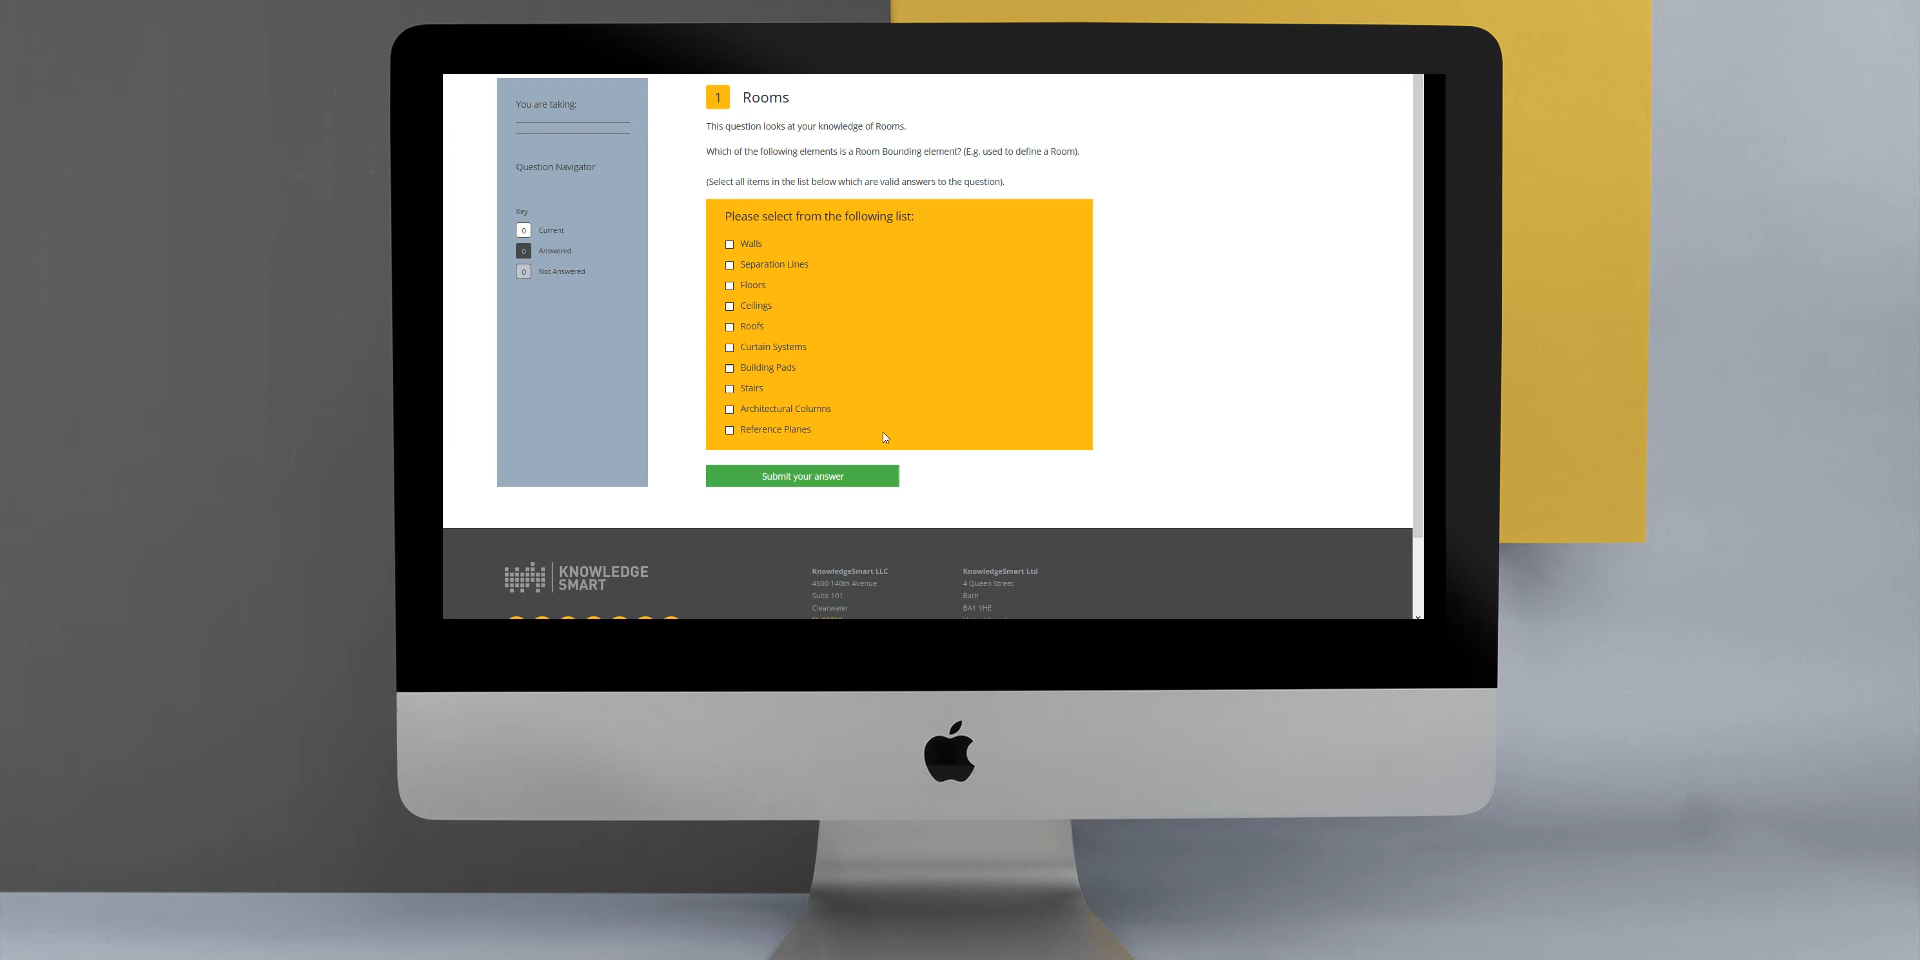 You are taking:
Question Navigator
Key
0 Current
0 Answered
0 Not Answered
1 Rooms
This question looks at your knowledge of Rooms.
Which of the following elements is a Room Bounding element? (E.g. used to define a Room).
(Select all items in the list below which are valid answers to the question).
Please select from the following list:
Walls
Separation Lines
Floors
Ceilings
Roofs
Curtain Systems
Building Pads
Stairs
Architectural Columns
Reference Planes
Submit your answer
KNOWLEDGE
SMART
KnowledgeSmart LLC
4500 140th Avenue
Suite 101
Clearwater
KnowledgeSmart Ltd
4 Queen Street
Bath
BA1 1HE